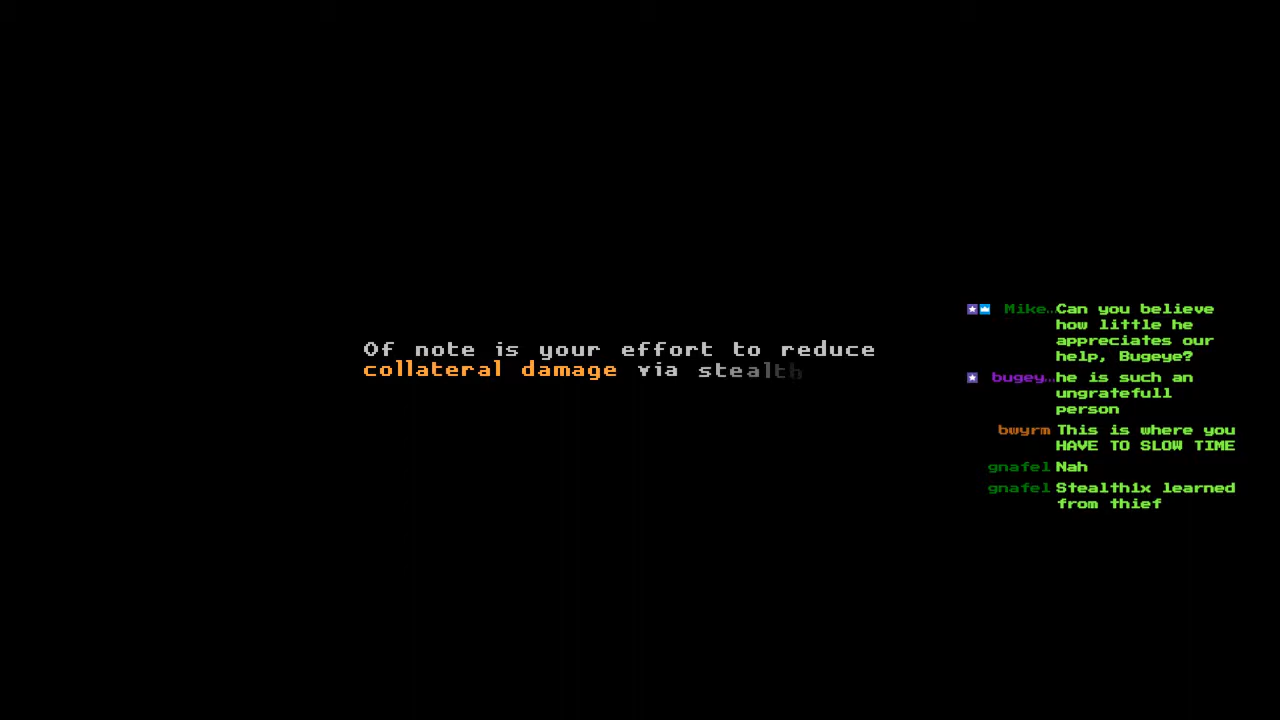 Of note is your effort to reduce
collateral damage via stealth
Mike.. Can you believe
how little he
appreciates our
help, Bugeye?
bugey.. he is such an
ungratefull
person
bwyrm This is where you
HAVE TO SLOW TIME
gnafel Nah
gnafel Stealth1x learned
from thief